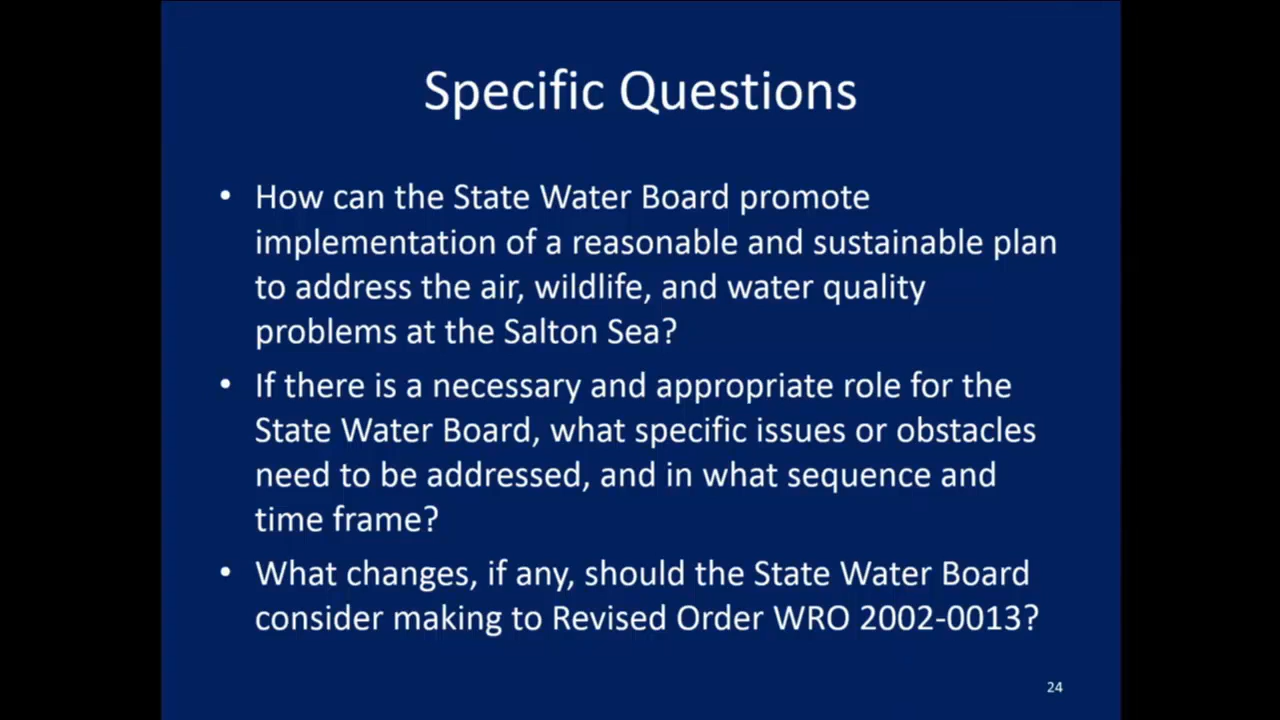 Specific Questions
• How can the State Water Board promote
implementation of a reasonable and sustainable plan
to address the air, wildlife, and water quality
problems at the Salton Sea?
• If there is a necessary and appropriate role for the
State Water Board, what specific issues or obstacles
need to be addressed, and in what sequence and
time frame?
• What changes, if any, should the State Water Board
consider making to Revised Order WRO 2002-0013?
24